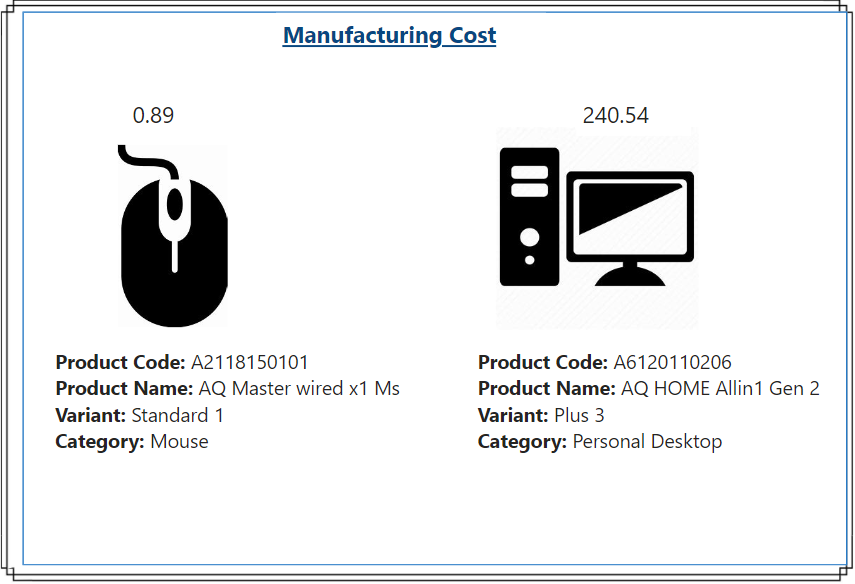 Manufacturing Cost
0.89
240.54
Product Code: A2118150101
Product Name: AQ Master wired x1 Ms
Variant: Standard 1
Category: Mouse
Product Code: A6120110206
Product Name: AQ HOME Allin1 Gen 2
Variant: Plus 3
Category: Personal Desktop